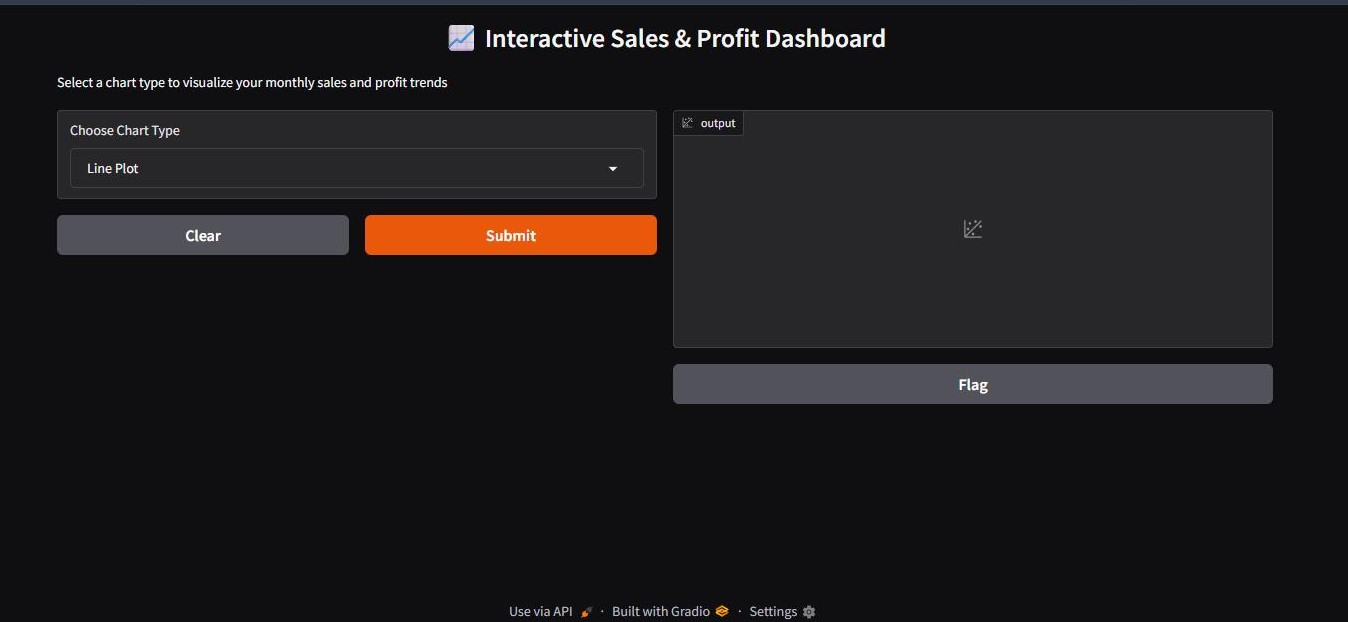 Interactive Sales & Profit Dashboard
Select a chart type to visualize your monthly sales and profit trends
Choose Chart Type
Line Plot
Clear
Submit
output
Flag
Use via API · Built with Gradio · Settings